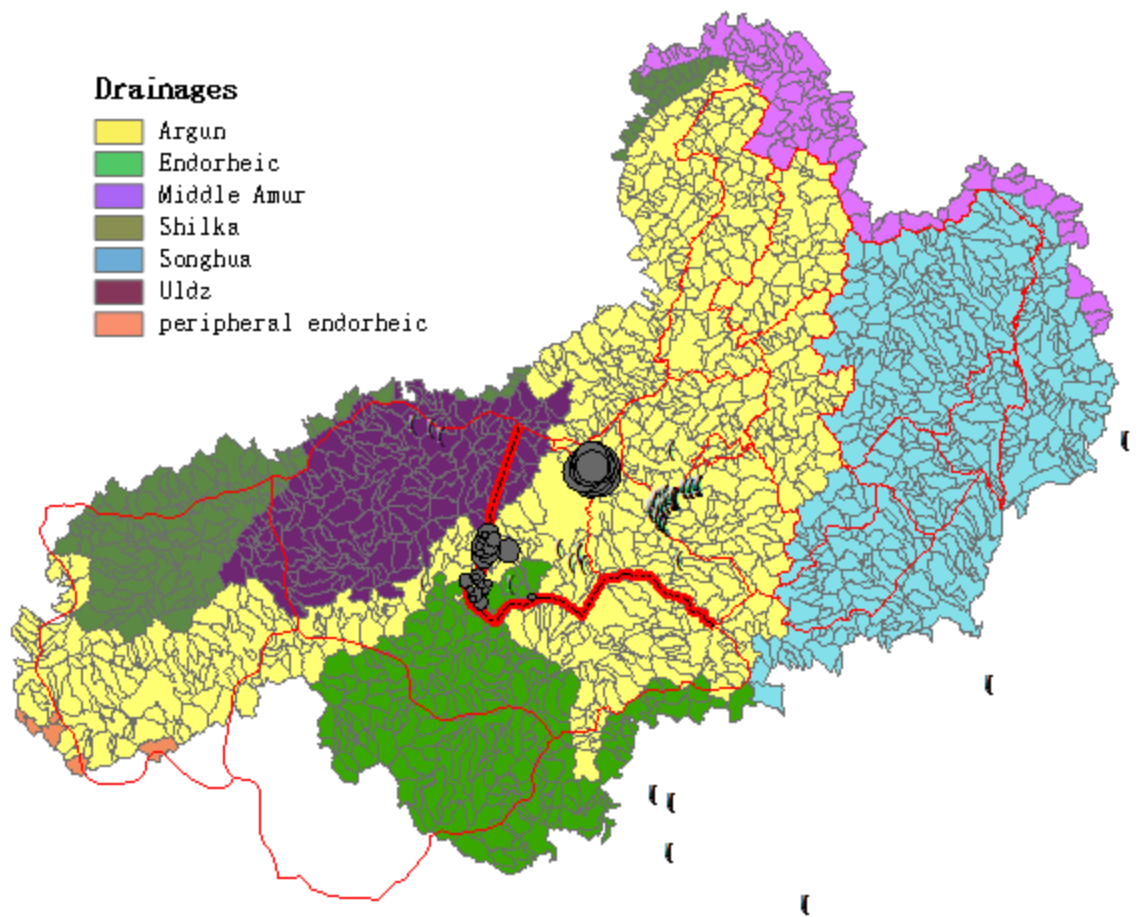 Drainages
Argun
Endorheic
Middle Amur
Shilka
Songhua
Uldz
peripheral endorheic